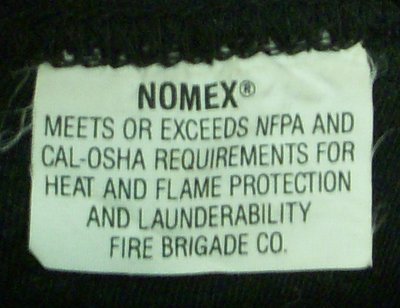 NOMEX®
MEETS OR EXCEEDS NFPA AND
CAL-OSHA REQUIREMENTS FOR
HEAT AND FLAME PROTECTION
AND LAUNDERABILITY
FIRE BRIGADE CO.